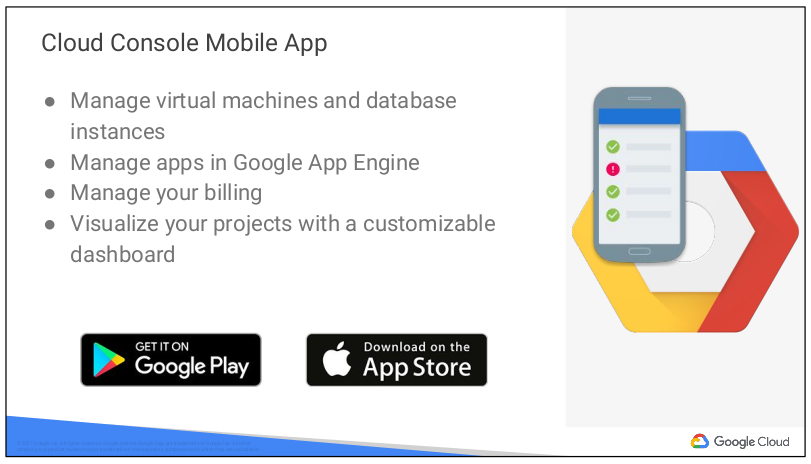 Cloud Console Mobile App
● Manage virtual machines and database
instances
● Manage apps in Google App Engine
● Manage your billing
● Visualize your projects with a customizable
dashboard
GET IT ON
Google Play
Download on the
App Store
Google Cloud